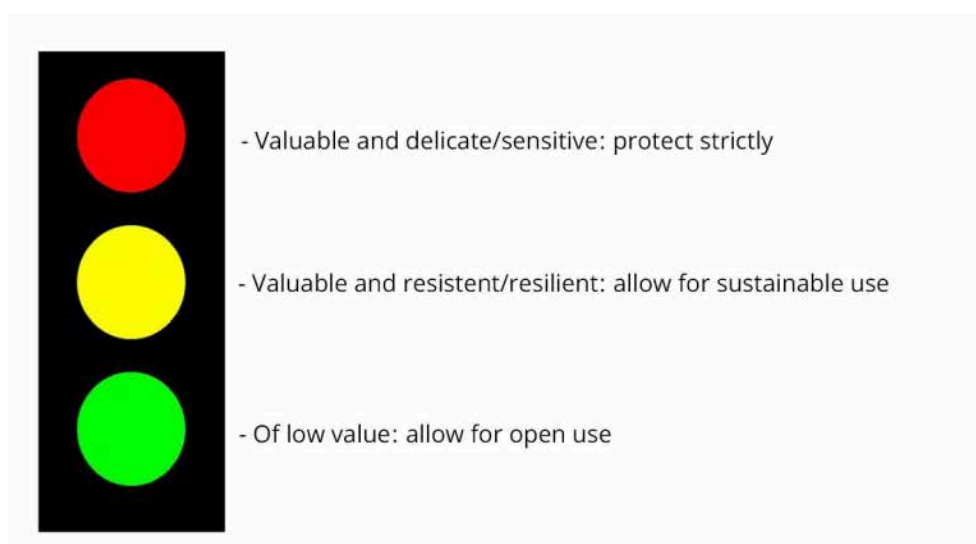 - Valuable and delicate/sensitive: protect strictly
- Valuable and resistent/resilient: allow for sustainable use
- Of low value: allow for open use